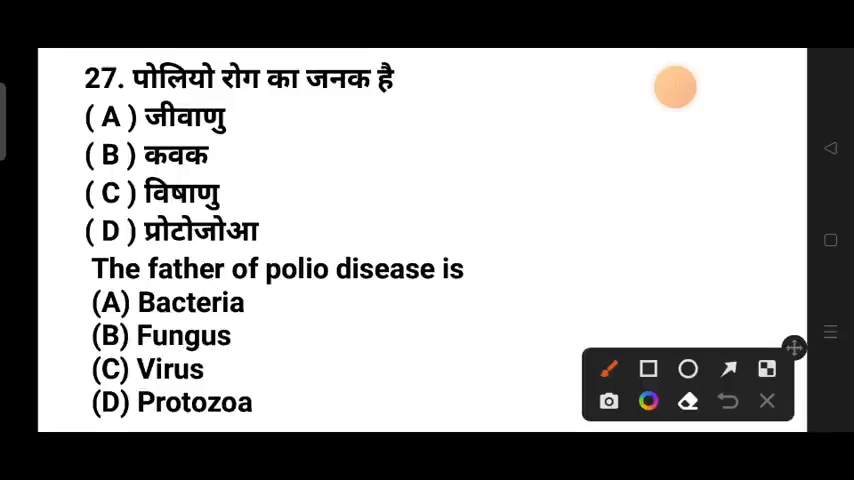 27. पोलियो रोग का जनक है
( A ) जीवाणु
( B ) कवक
( C ) विषाणु
( D ) प्रोटोजोआ
The father of polio disease is
(A) Bacteria
(B) Fungus
(C) Virus
(D) Protozoa